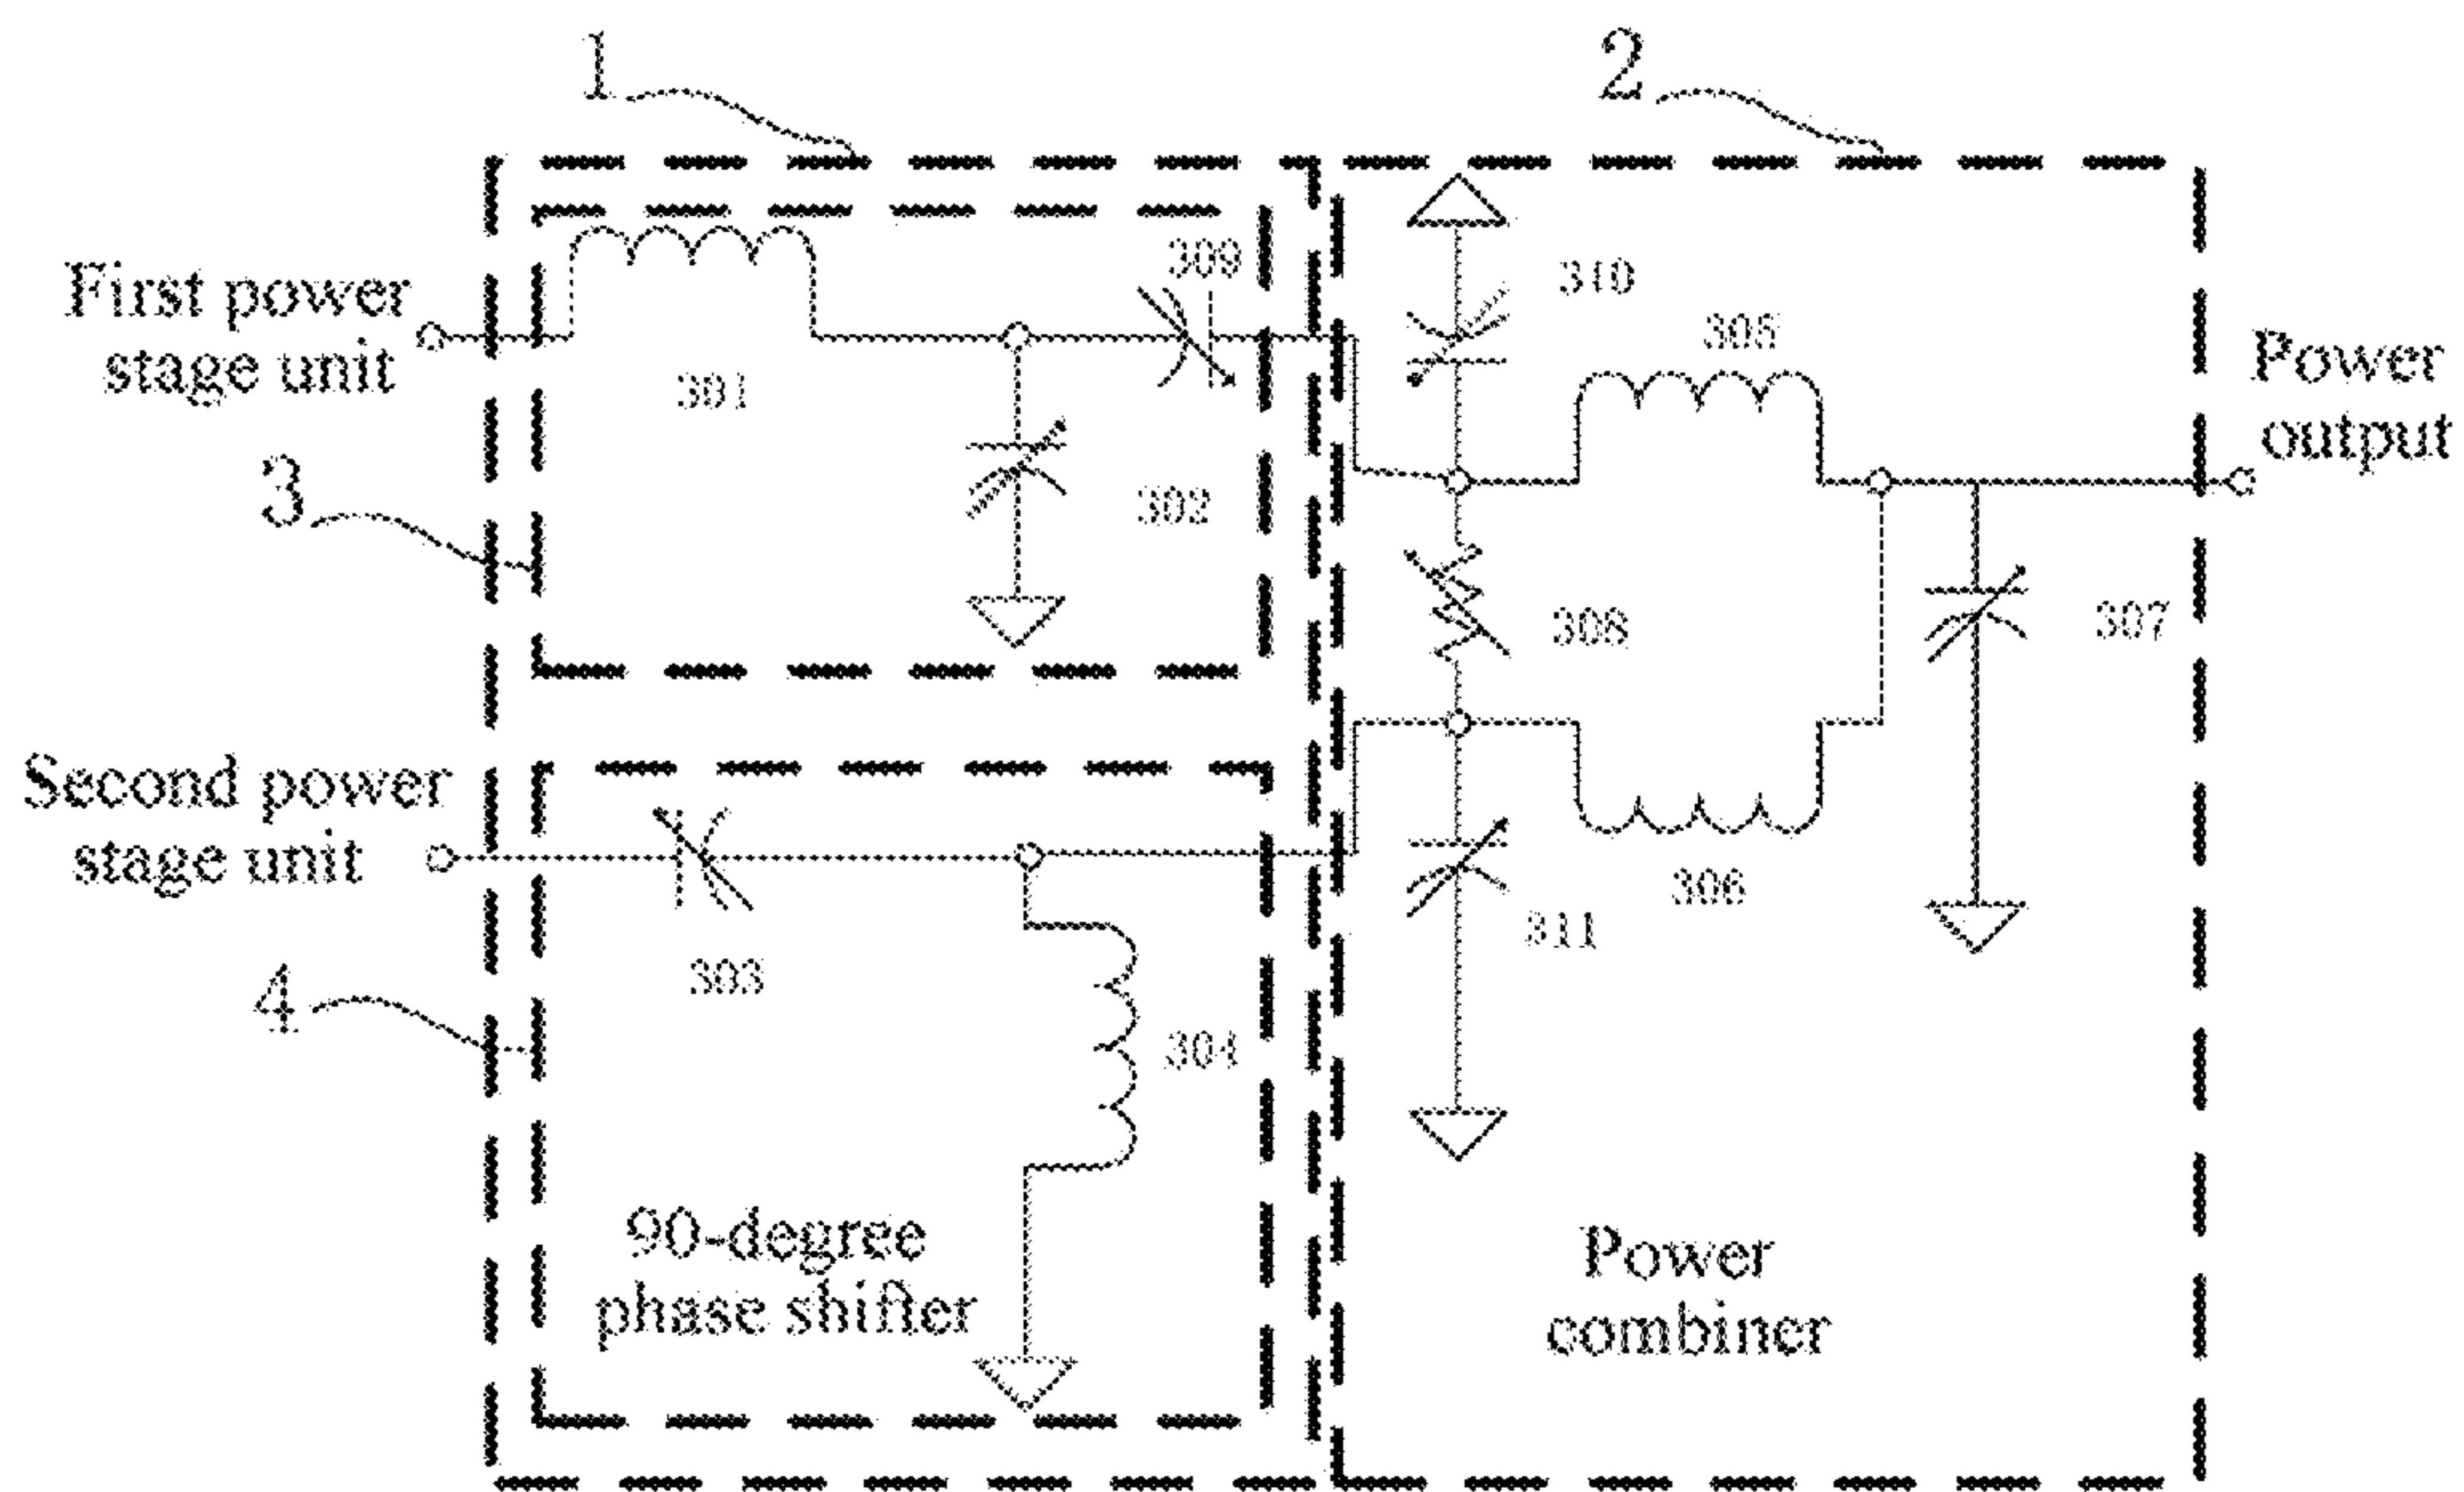 1
2
First power
stage unit
301
309
302
3
310
305
Power
output
308
307
Second power
stage unit
303
304
4
311
306
90-degree
phase shifter
Power
combiner